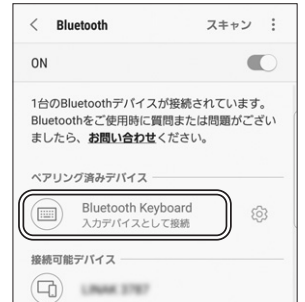 Bluetooth
スキャン
ON
1台のBluetoothデバイスが接続されています。
Bluetoothをご使用時に質問または問題がござい
ましたら、お問い合わせください。
ペアリング済みデバイス
Bluetooth Keyboard
入力デバイスとして接続
接続可能デバイス